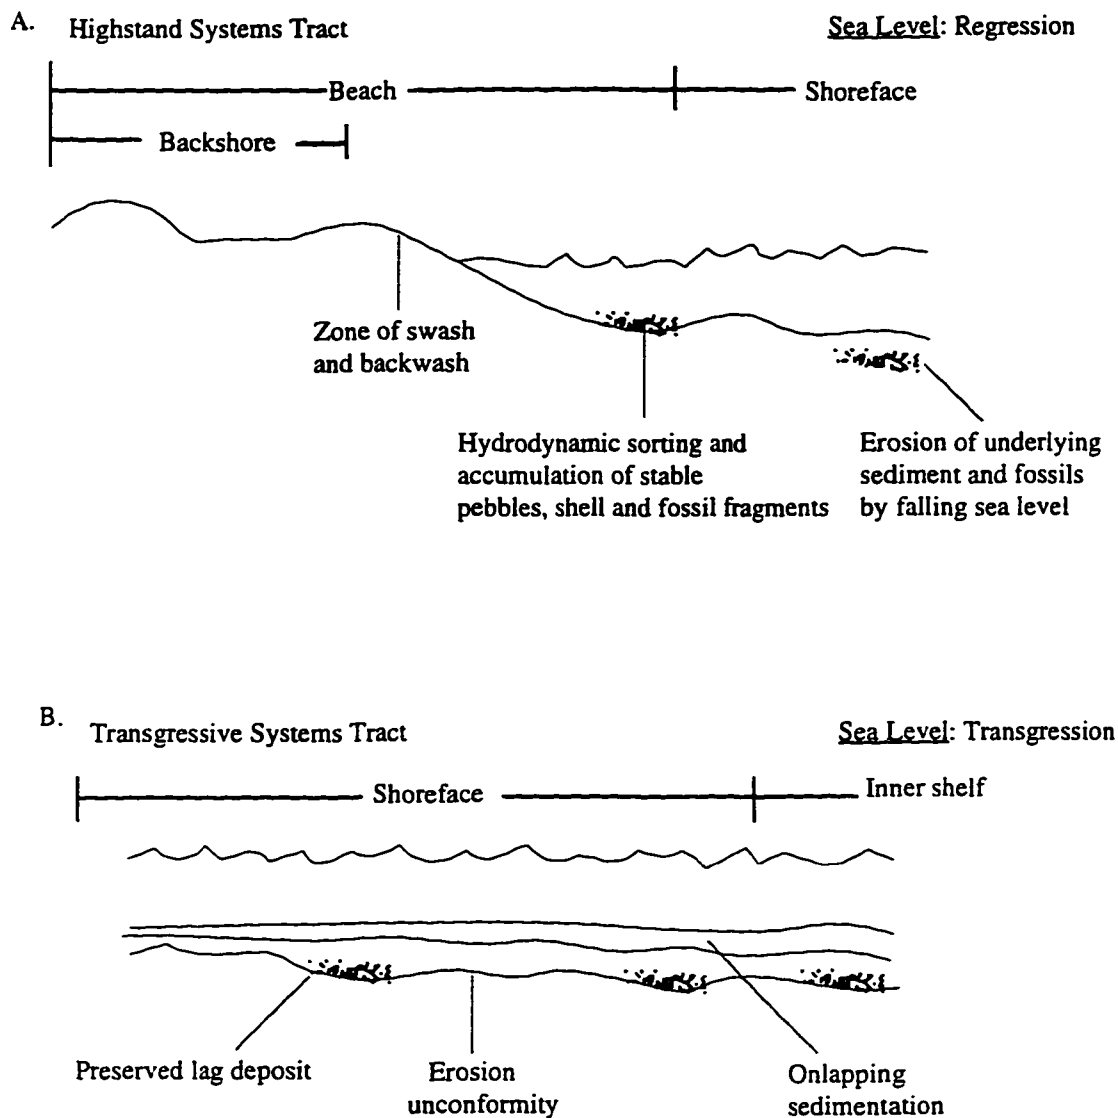 A. Highstand Systems Tract
Sea Level: Regression
Beach
Shoreface
Backshore
Zone of swash
and backwash
Hydrodynamic sorting and
accumulation of stable
pebbles, shell and fossil fragments
Erosion of underlying
sediment and fossils
by falling sea level
B. Transgressive Systems Tract
Sea Level: Transgression
Shoreface
Inner shelf
Preserved lag deposit
Erosion
unconformity
Onlapping
sedimentation